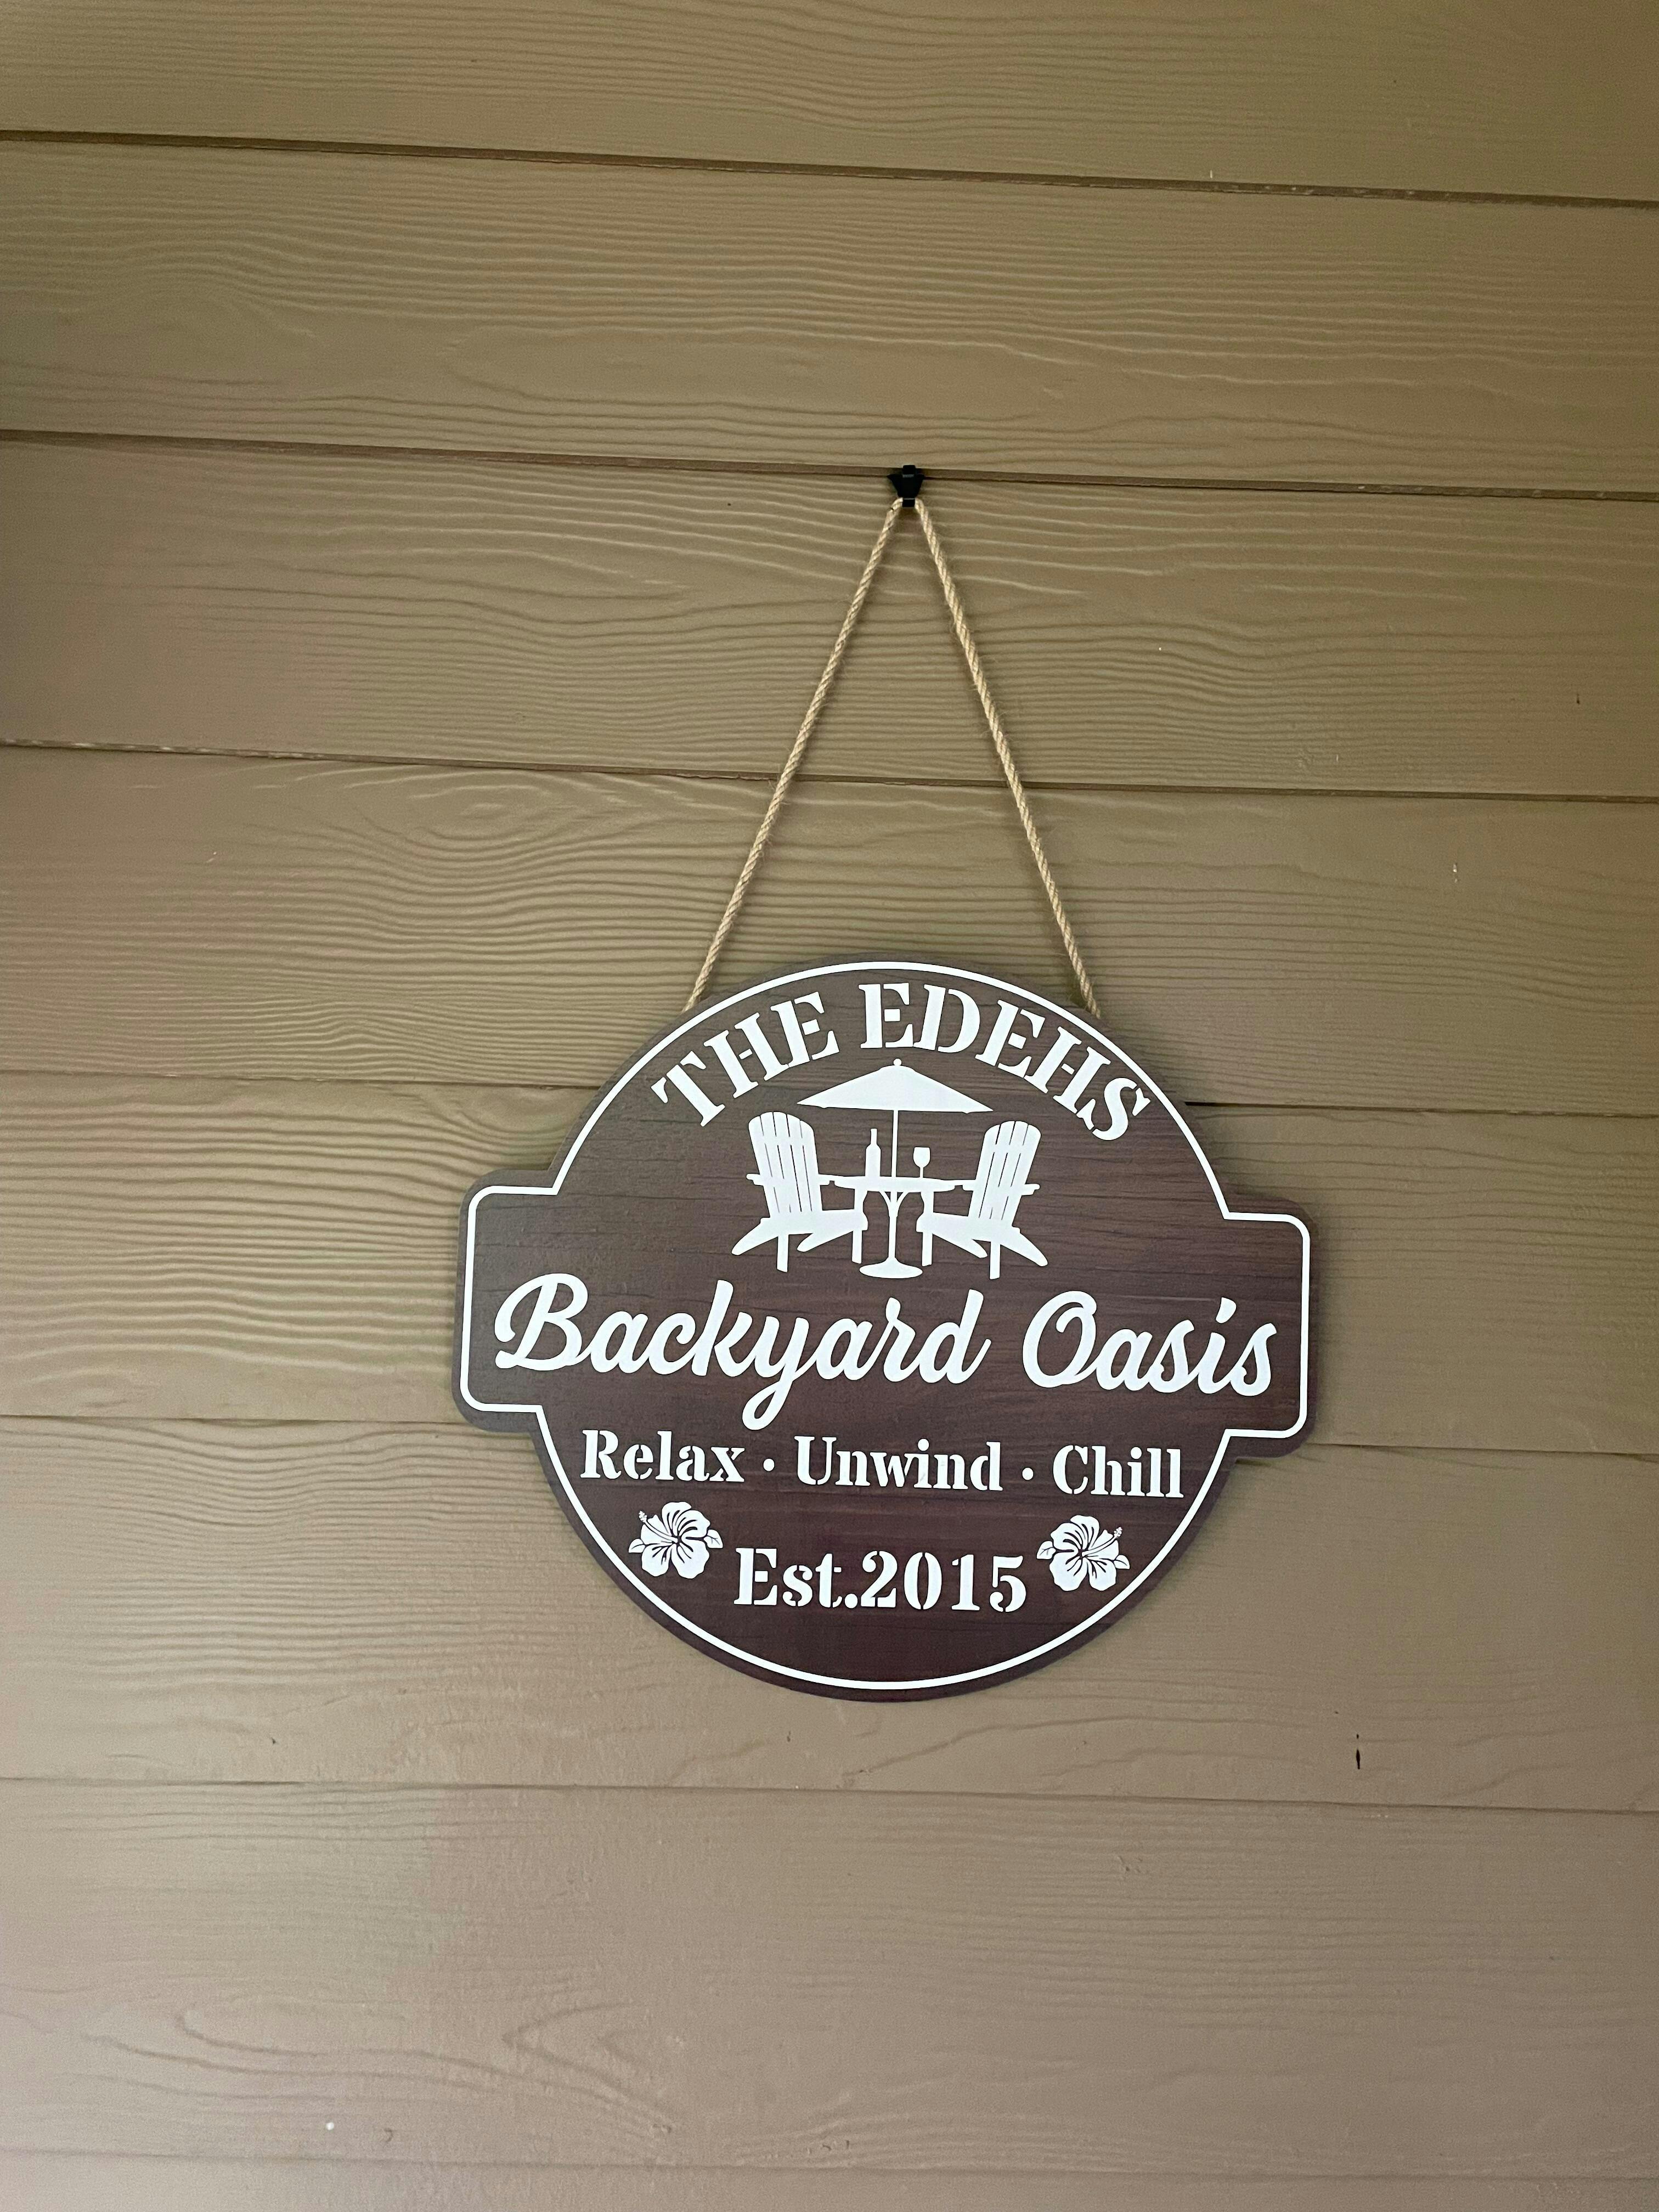 THE EDEHS
Backyard Oasis
Relax · Unwind · Chill
Est.2015